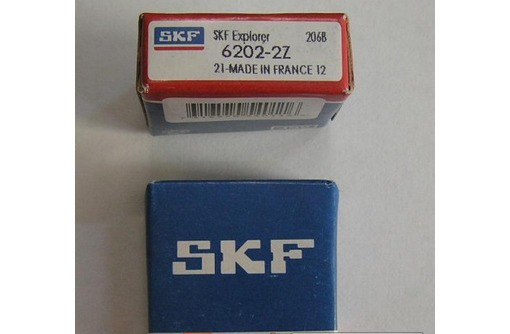 SKF SKF Explorer 206B
6202-2Z
21-MADE IN FRANCE 12
SKF